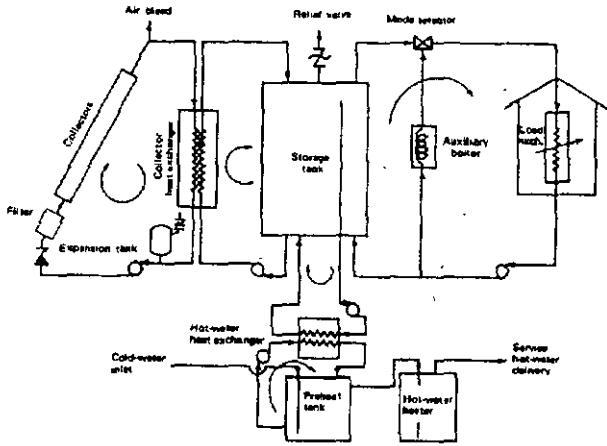 Air bleed
Relief valve
Mode selector
Collectors
Collector
heat exchanger
Storage
tank
Auxiliary
boiler
Load
Filter
Expansion tank
Hot-water
heat exchanger
Cold-water
inlet
Preheat
tank
Hot-water
heater
Service
hot-water
delivery